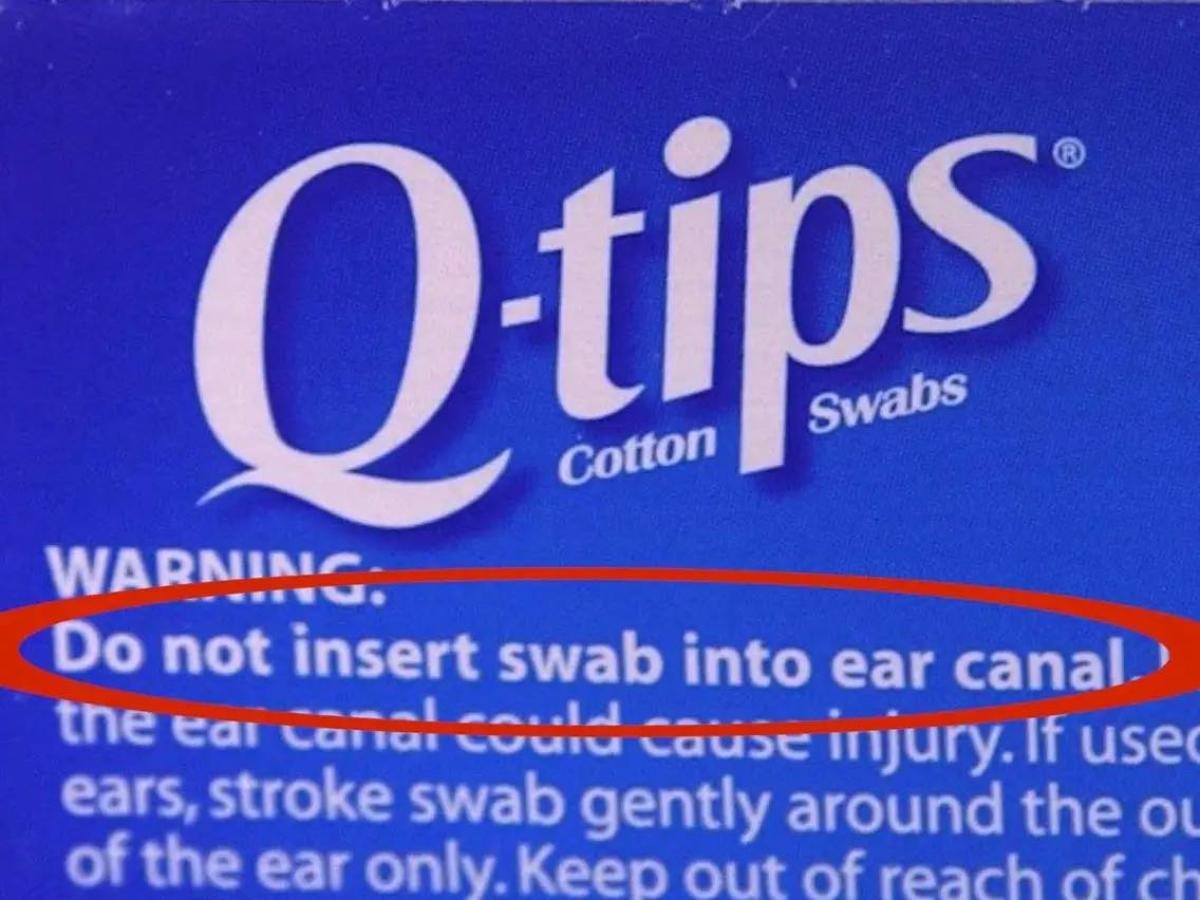 Q-tips®
Cotton Swabs
WARNING:
Do not insert swab into ear canal.
the ear canal could cause injury. If used
ears, stroke swab gently around the ou
of the ear only. Keep out of reach of ch